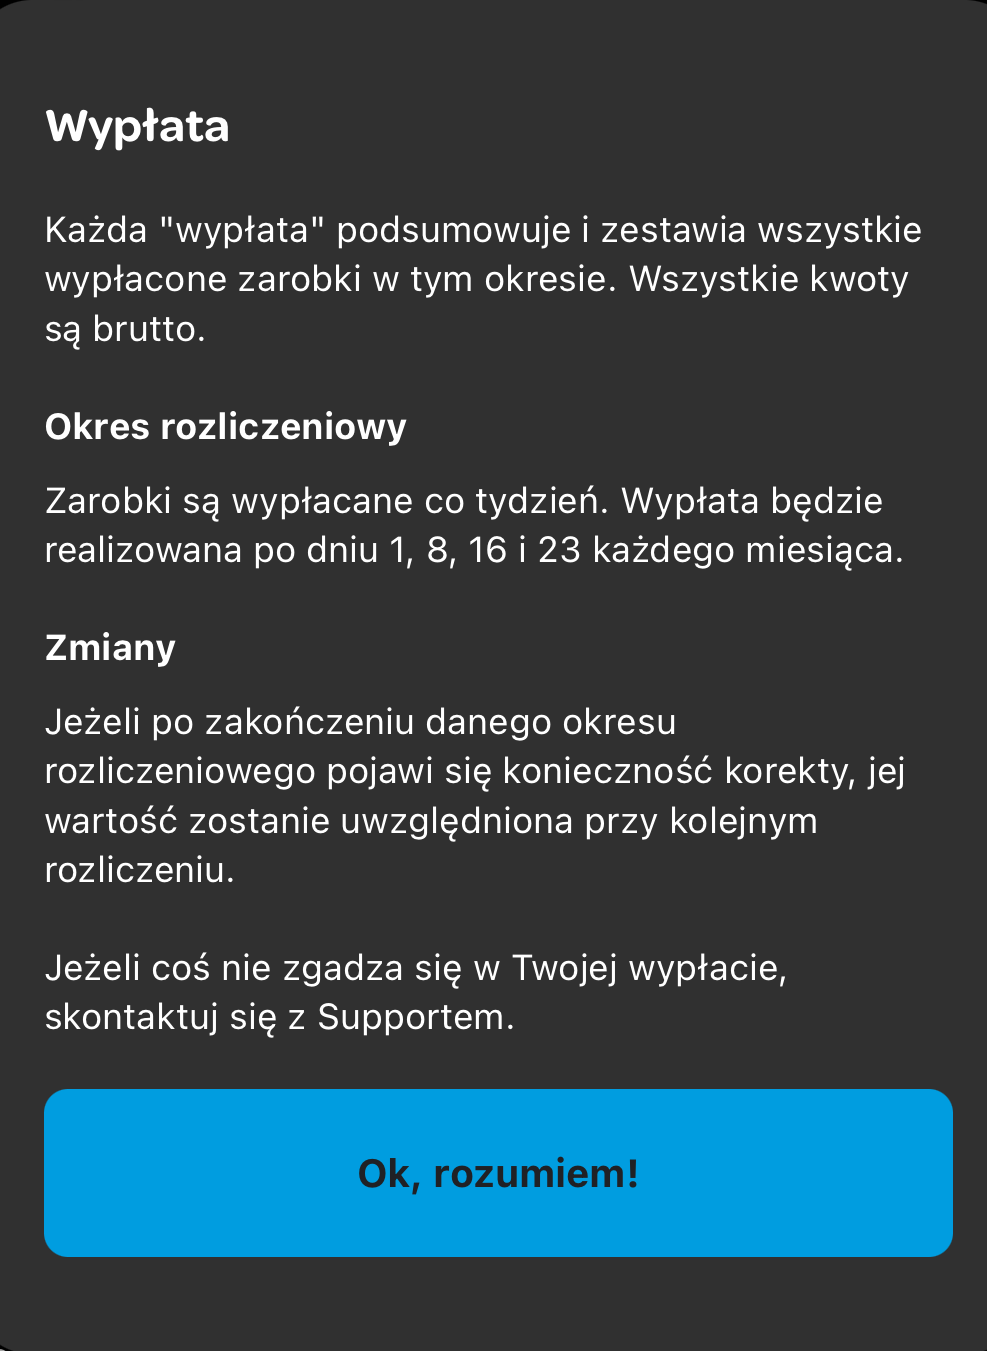 Wypłata
Każda "wypłata" podsumowuje i zestawia wszystkie
wypłacone zarobki w tym okresie. Wszystkie kwoty
są brutto.
Okres rozliczeniowy
Zarobki są wypłacane co tydzień. Wypłata będzie
realizowana po dniu 1, 8, 16 i 23 każdego miesiąca.
Zmiany
Jeżeli po zakończeniu danego okresu
rozliczeniowego pojawi się konieczność korekty, jej
wartość zostanie uwzględniona przy kolejnym
rozliczeniu.
Jeżeli coś nie zgadza się w Twojej wypłacie,
skontaktuj się z Supportem.
Ok, rozumiem!